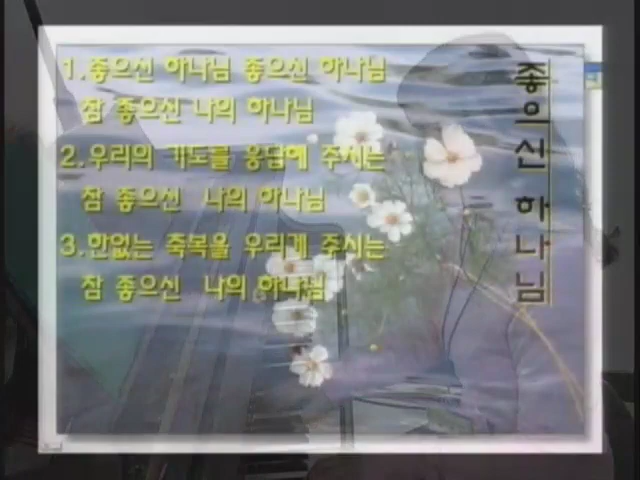 1.좋으신 하나님 좋으신 하나님
참 좋으신 나의 하나님
2.우리의 기도를 응답해 주시는
참 좋으신 나의 하나님
3.한없는 축복을 우리게 주시는
참 좋으신 나의 하나님
좋으신 하나님